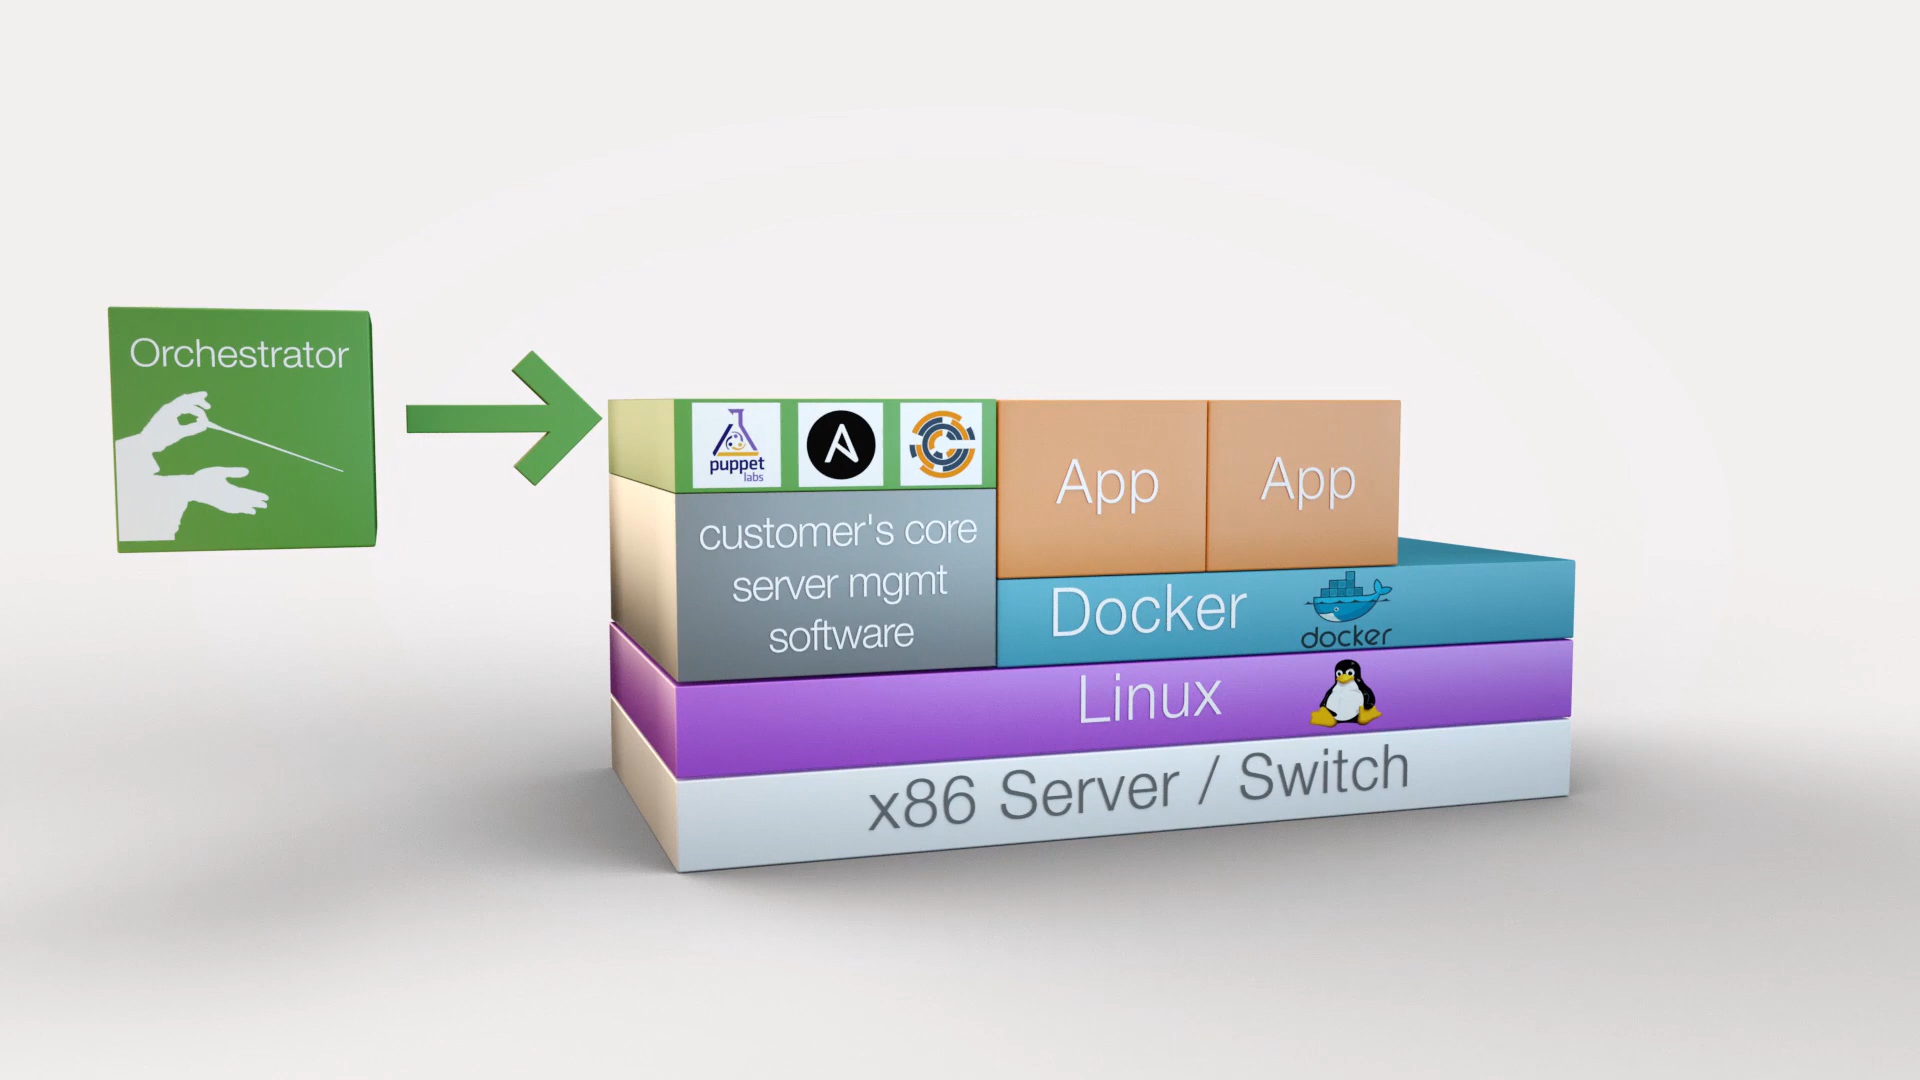 Orchestrator
puppet
labs
App
App
customer's core
server mgmt
software
Docker
docker
Linux
x86 Server / Switch